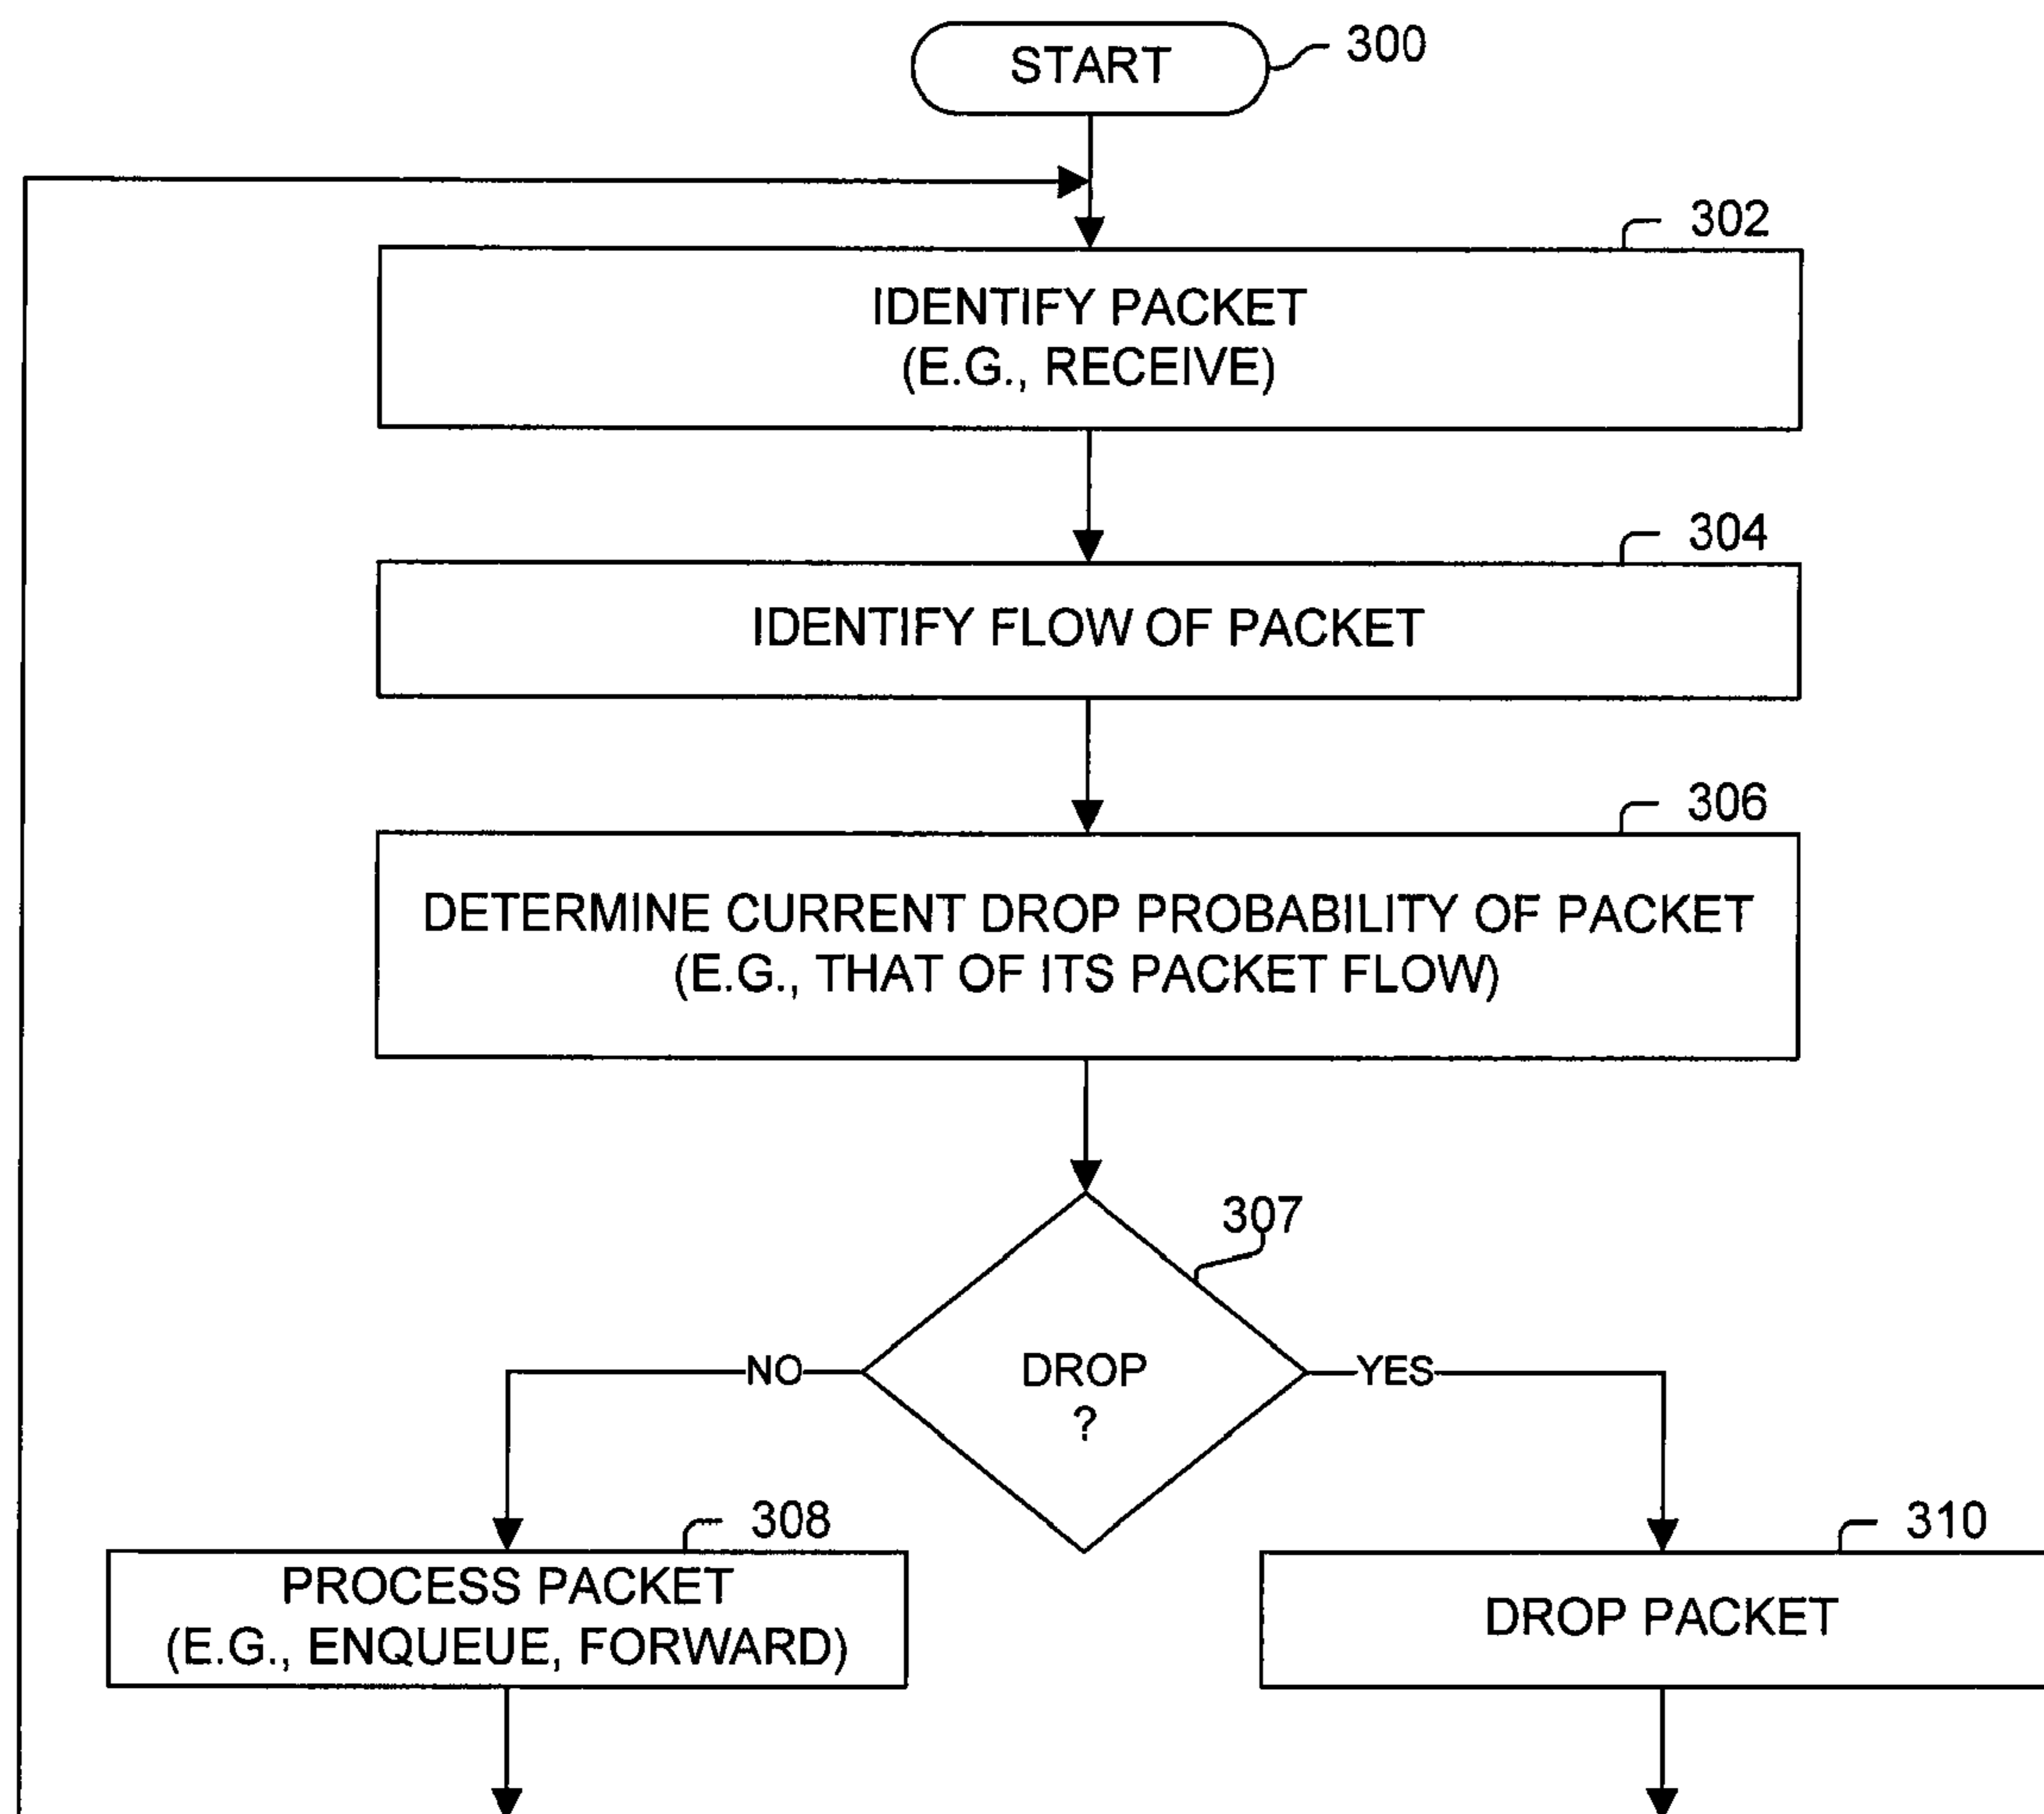 START
300
302
IDENTIFY PACKET
(E.G., RECEIVE)
304
IDENTIFY FLOW OF PACKET
306
DETERMINE CURRENT DROP PROBABILITY OF PACKET
(E.G., THAT OF ITS PACKET FLOW)
307
DROP
?
NO
YES
308
PROCESS PACKET
(E.G., ENQUEUE, FORWARD)
310
DROP PACKET